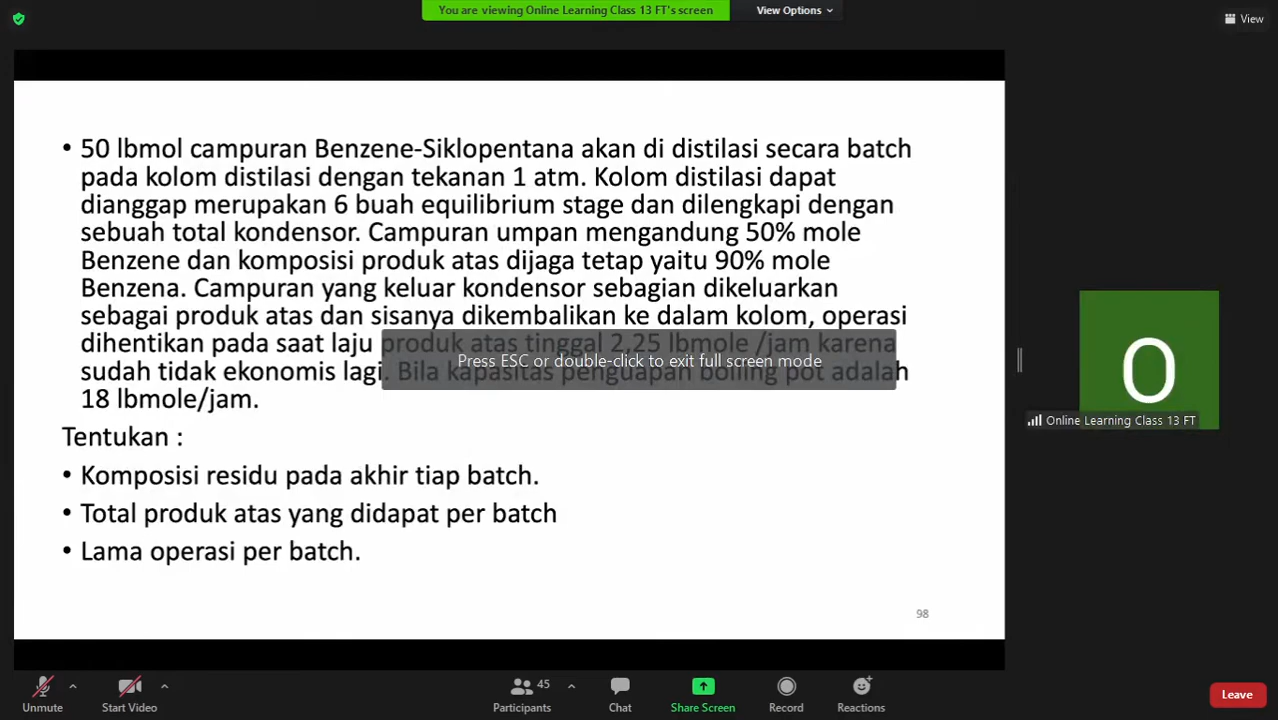 You are viewing Online Learning Class 13 FT's screen
View Options
View
• 50 lbmol campuran Benzene-Siklopentana akan di distilasi secara batch
pada kolom distilasi dengan tekanan 1 atm. Kolom distilasi dapat
dianggap merupakan 6 buah equilibrium stage dan dilengkapi dengan
sebuah total kondensor. Campuran umpan mengandung 50% mole
Benzene dan komposisi produk atas dijaga tetap yaitu 90% mole
Benzena. Campuran yang keluar kondensor sebagian dikeluarkan
sebagai produk atas dan sisanya dikembalikan ke dalam kolom, operasi
dihentikan pada saat laju produk atas tinggal 2,25 lbmole /jam karena
Press ESC or double-click to exit full screen mode
sudah tidak ekonomis lagi. Bila kapasitas penguapan boiling pot adalah
18 lbmole/jam.
Tentukan :
• Komposisi residu pada akhir tiap batch.
• Total produk atas yang didapat per batch
• Lama operasi per batch.
98
O
Online Learning Class 13 FT
Unmute
Start Video
45
Participants
Chat
Share Screen
Record
Reactions
Leave